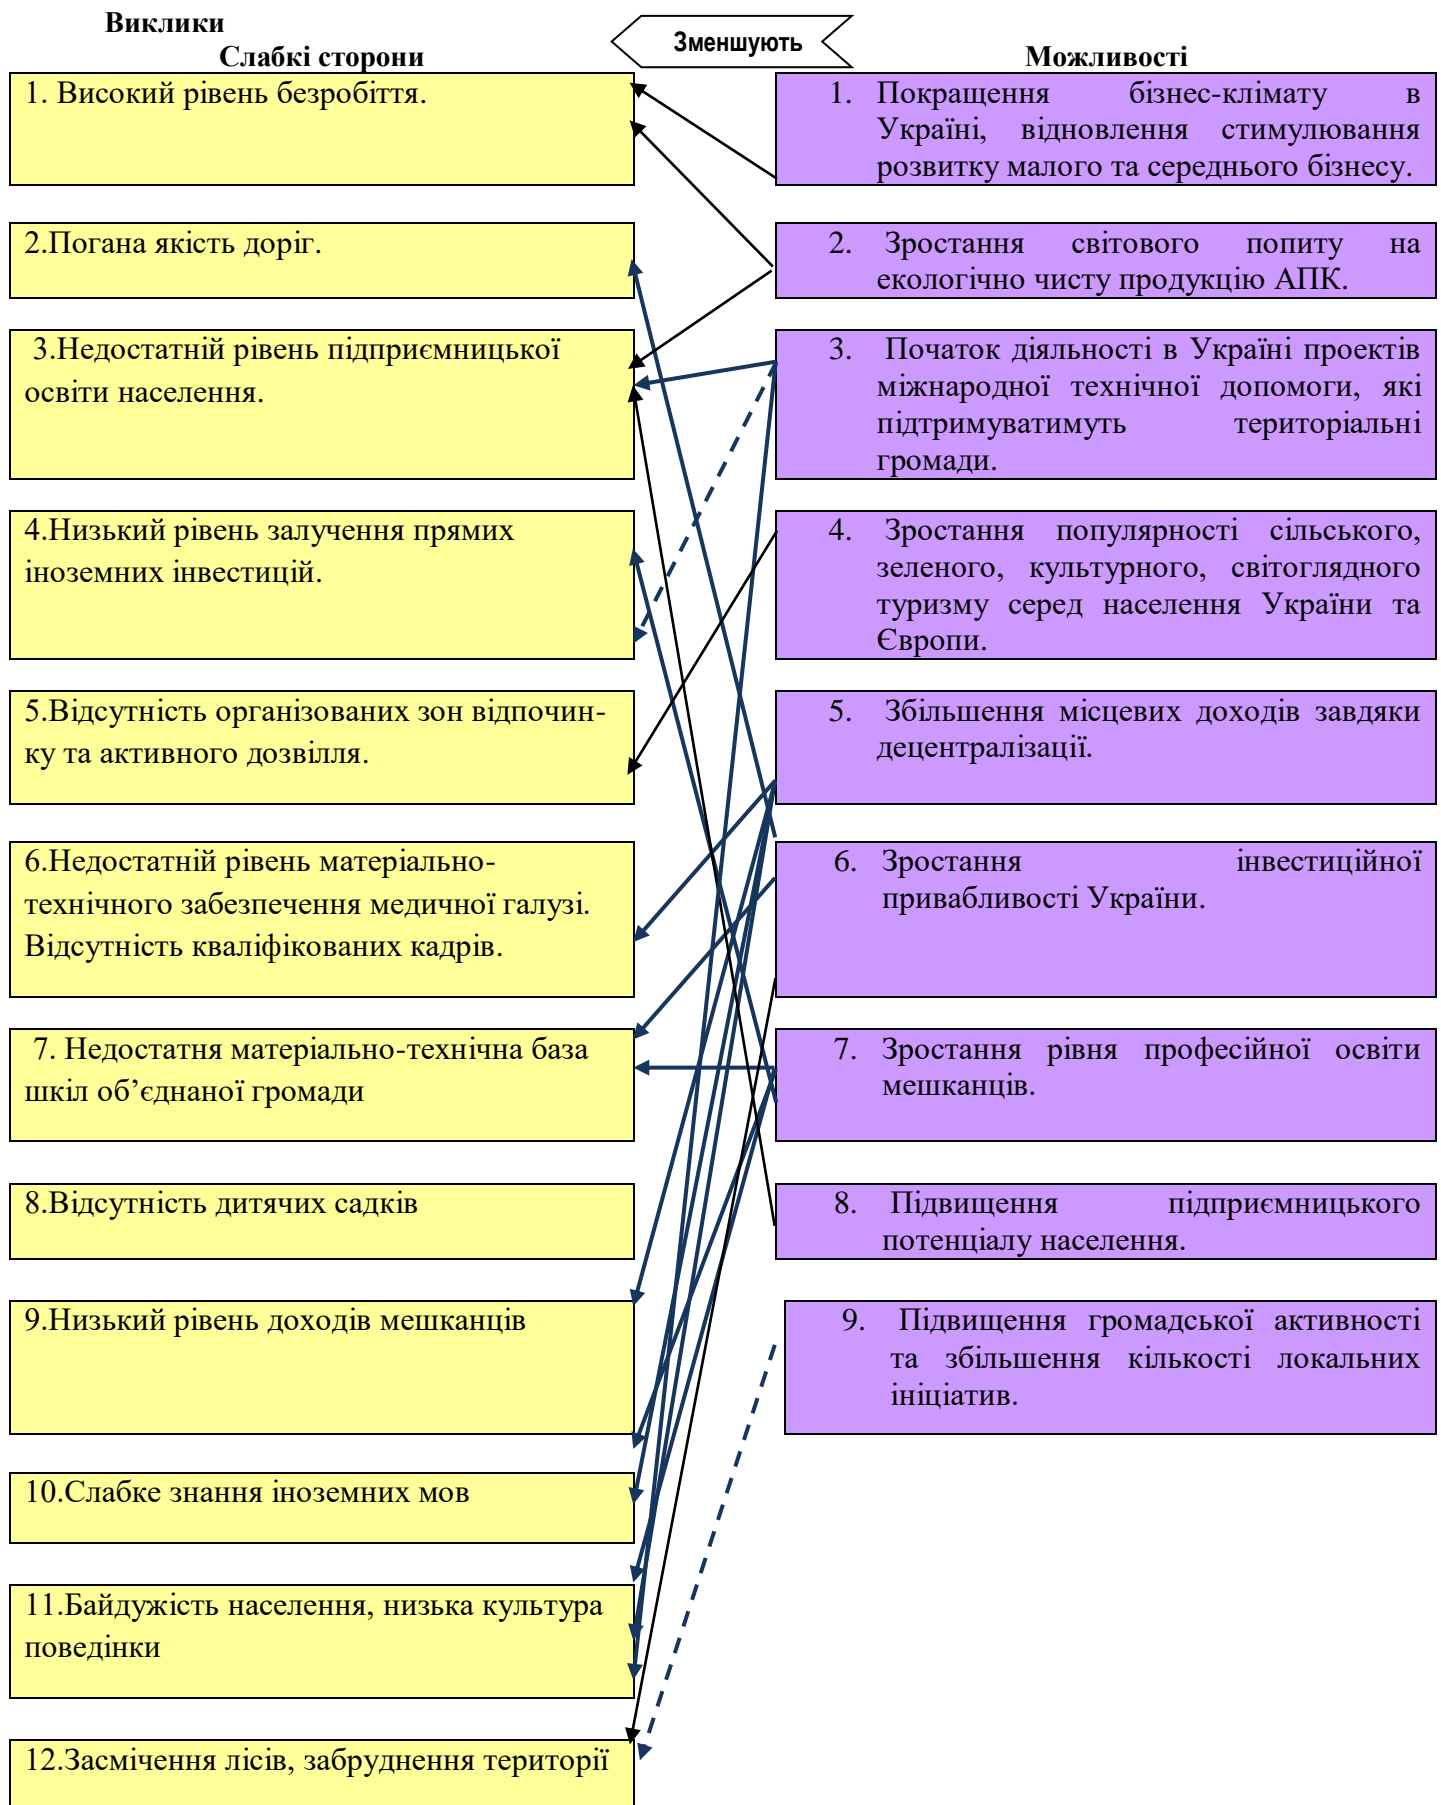 Виклики
Слабкі сторони
Зменшують
Можливості
1. Високий рівень безробіття.
2.Погана якість доріг.
3.Недостатній рівень підприємницької
освіти населення.
4.Низький рівень залучення прямих
іноземних інвестицій.
5.Відсутність організованих зон відпочин-
ку та активного дозвілля.
6.Недостатній рівень матеріально-
технічного забезпечення медичної галузі.
Відсутність кваліфікованих кадрів.
7. Недостатня матеріально-технічна база
шкіл об’єднаної громади
8.Відсутність дитячих садків
9.Низький рівень доходів мешканців
10.Слабке знання іноземних мов
11.Байдужість населення, низька культура
поведінки
12.Засмічення лісів, забруднення території
1. Покращення бізнес-клімату в
Україні, відновлення стимулювання
розвитку малого та середнього бізнесу.
2. Зростання світового попиту на
екологічно чисту продукцію АПК.
3. Початок діяльності в Україні проектів
міжнародної технічної допомоги, які
підтримуватимуть територіальні
громади.
4. Зростання популярності сільського,
зеленого, культурного, світоглядного
туризму серед населення України та
Європи.
5. Збільшення місцевих доходів завдяки
децентралізації.
6. Зростання інвестиційної
привабливості України.
7. Зростання рівня професійної освіти
мешканців.
8. Підвищення підприємницького
потенціалу населення.
9. Підвищення громадської активності
та збільшення кількості локальних
ініціатив.